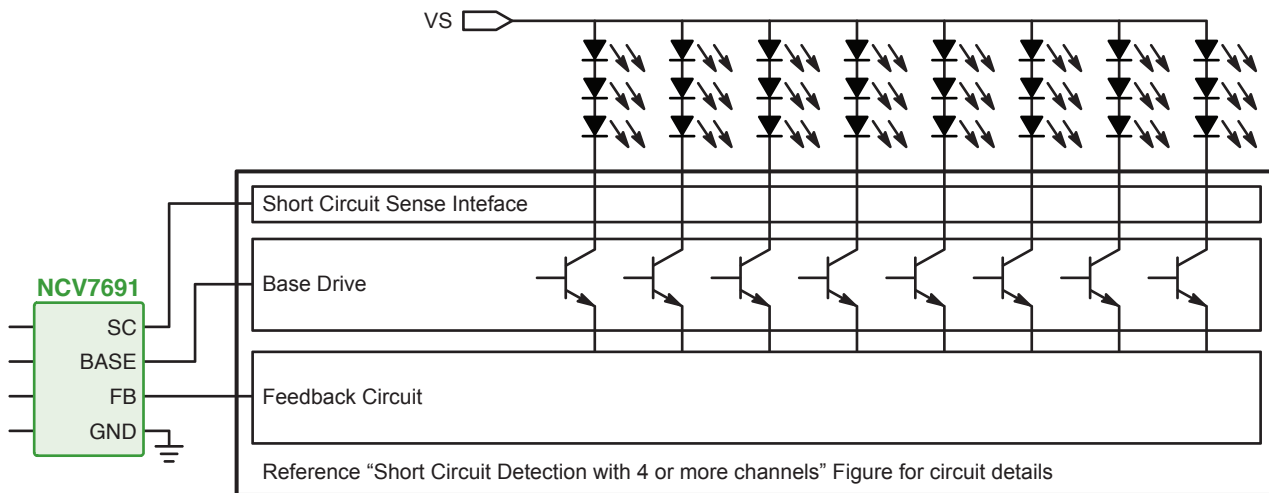 VS
Short Circuit Sense Inteface
Base Drive
NCV7691
SC
BASE
FB
GND
Feedback Circuit
Reference “Short Circuit Detection with 4 or more channels” Figure for circuit details